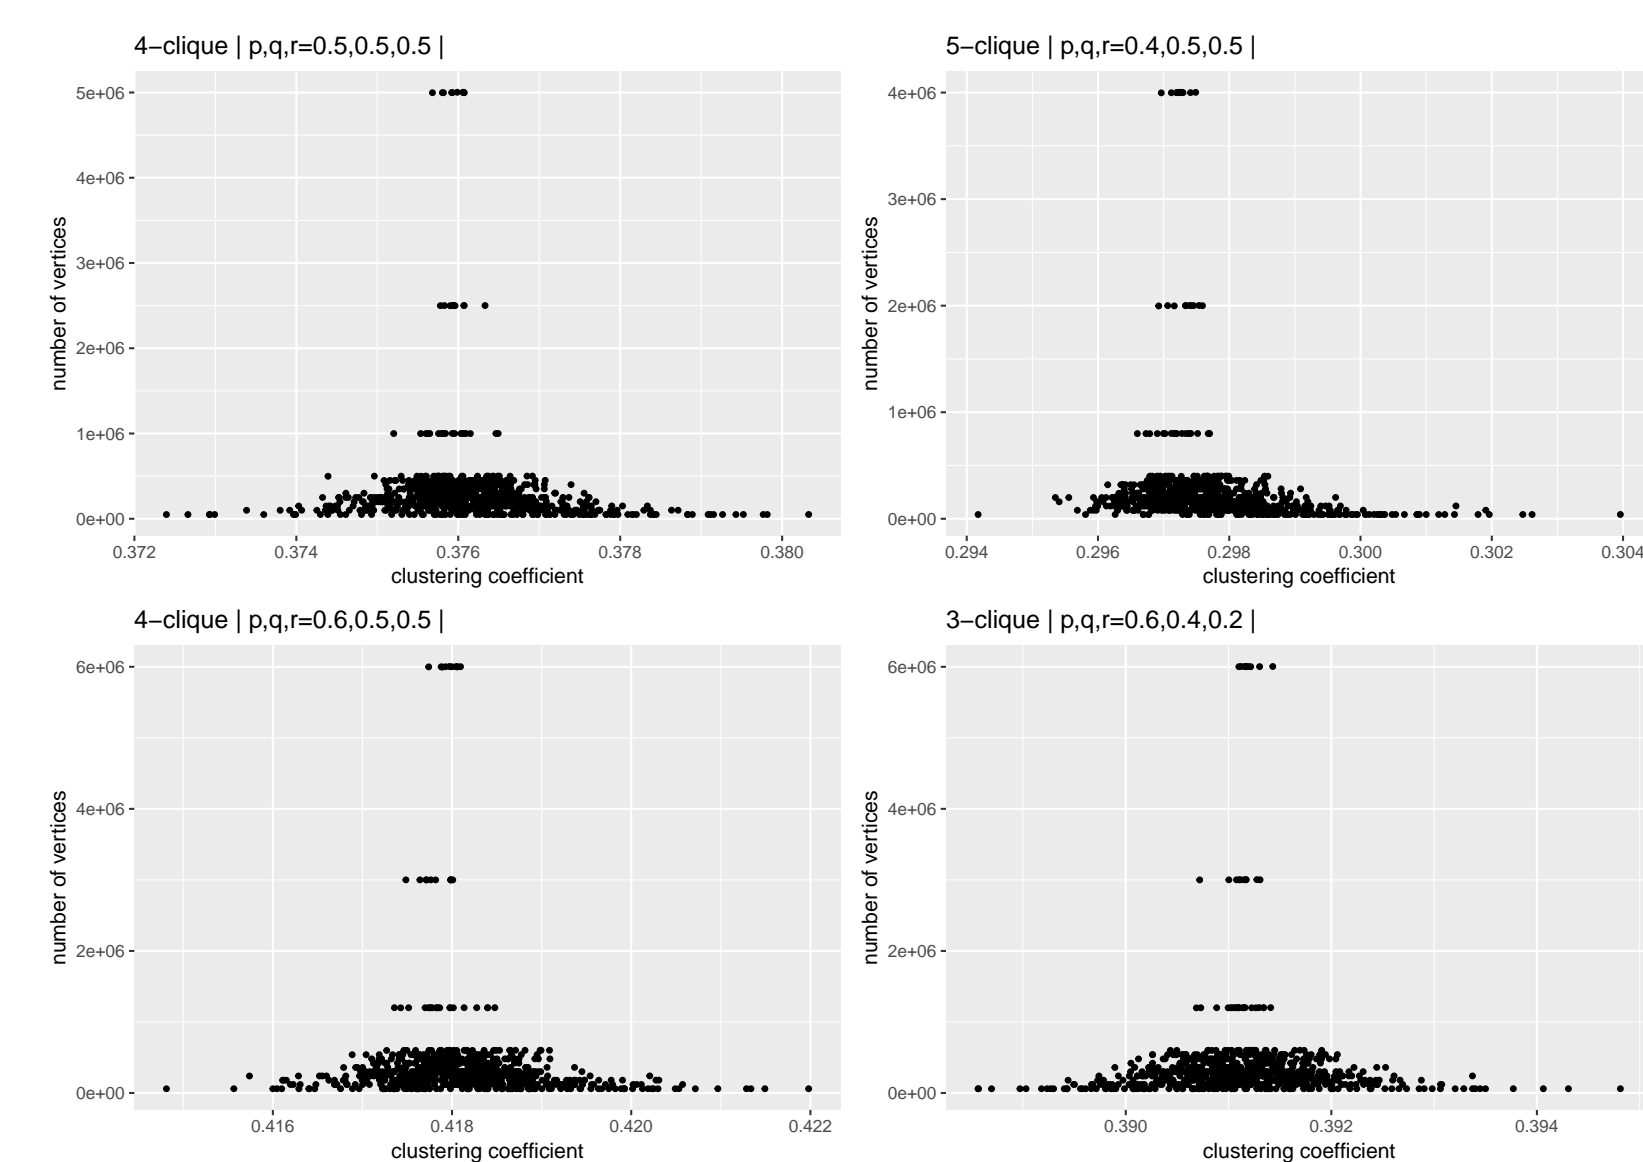 4−clique | p,q,r=0.5,0.5,0.5 |
number of vertices
5e+06
4e+06
3e+06
2e+06
1e+06
0e+00
0.372 0.374 0.376 0.378 0.380
clustering coefficient
5−clique | p,q,r=0.4,0.5,0.5 |
number of vertices
4e+06
3e+06
2e+06
1e+06
0e+00
0.294 0.296 0.298 0.300 0.302 0.304
clustering coefficient
4−clique | p,q,r=0.6,0.5,0.5 |
number of vertices
6e+06
4e+06
2e+06
0e+00
0.416 0.418 0.420 0.422
clustering coefficient
3−clique | p,q,r=0.6,0.4,0.2 |
number of vertices
6e+06
4e+06
2e+06
0e+00
0.390 0.392 0.394
clustering coefficient